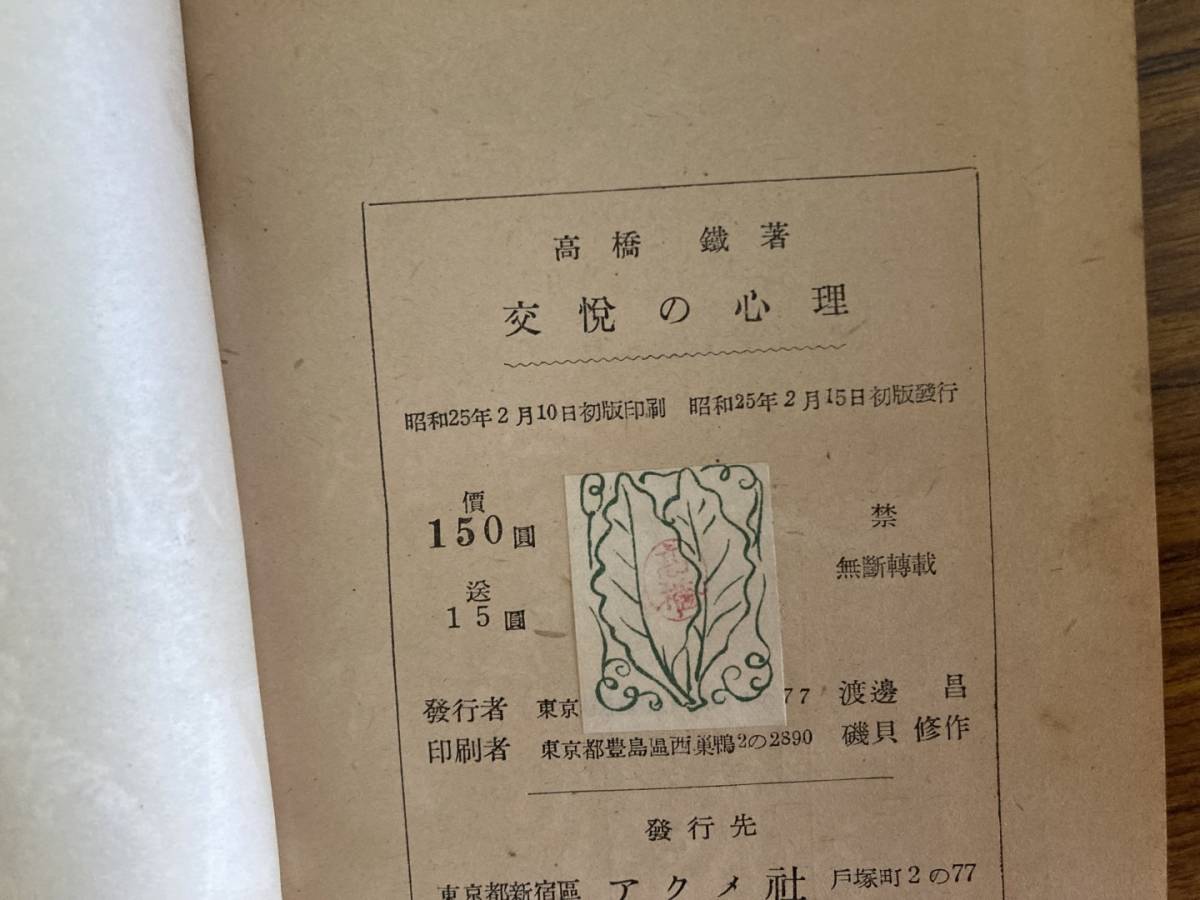 高橋 鐵 著
交悅の心理
昭和25年2月10日初版印刷 昭和25年2月15日初版發行
價
150圓
送
15圓
禁
無斷轉載
高橋
發行者 東京 77 渡邊 昌
印刷者 東京都豊島區西巢鴨2の2890 磯貝 修作
發行先
東京都新宿區 アクメ社 戸塚町2の77